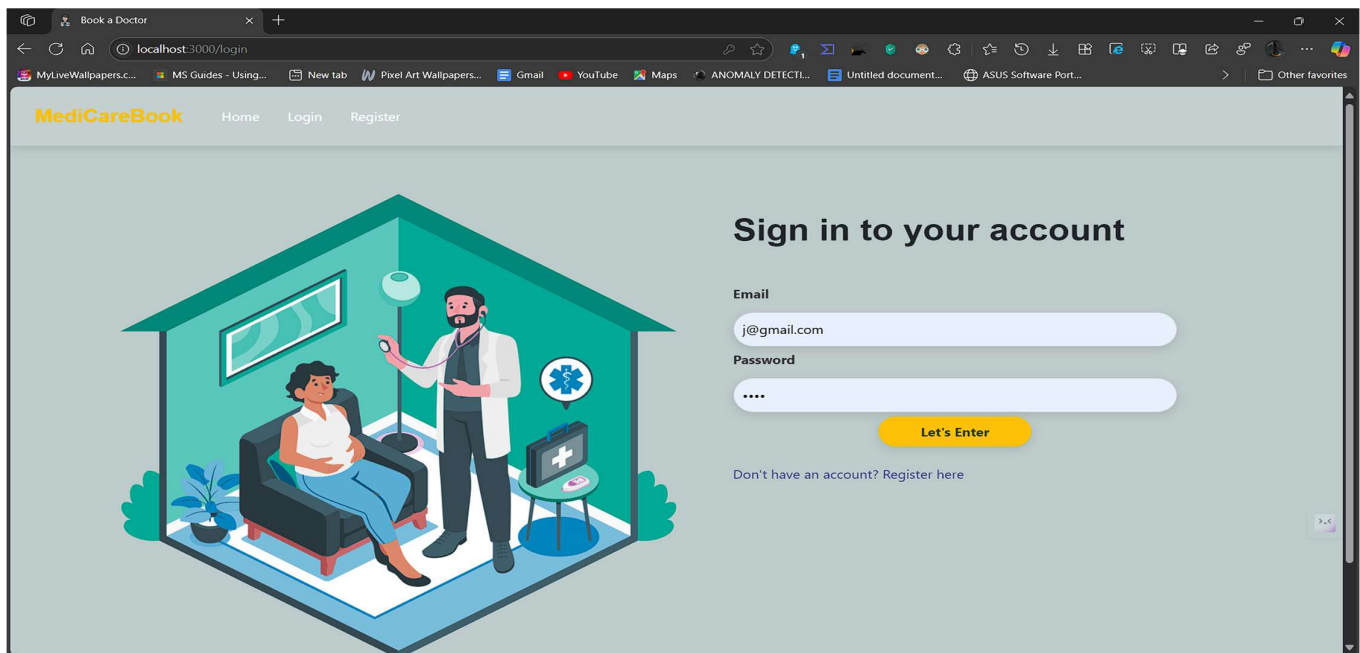 Book a Doctor
localhost:3000/login
1
MyLiveWallpapers.c... MS Guides - Using... New tab Pixel Art Wallpapers... Gmail YouTube Maps ANOMALY DETECTI... Untitled document... ASUS Software Port... Other favorites
MediCareBook Home Login Register
Sign in to your account
Email
j@gmail.com
Password
Let's Enter
Don't have an account? Register here